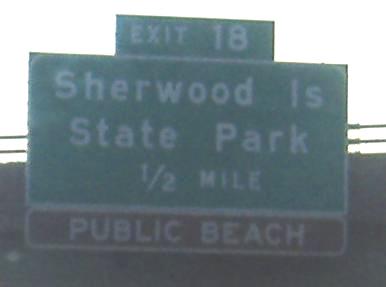 EXIT 18
Sherwood Is
State Park
1/2 MILE
PUBLIC BEACH